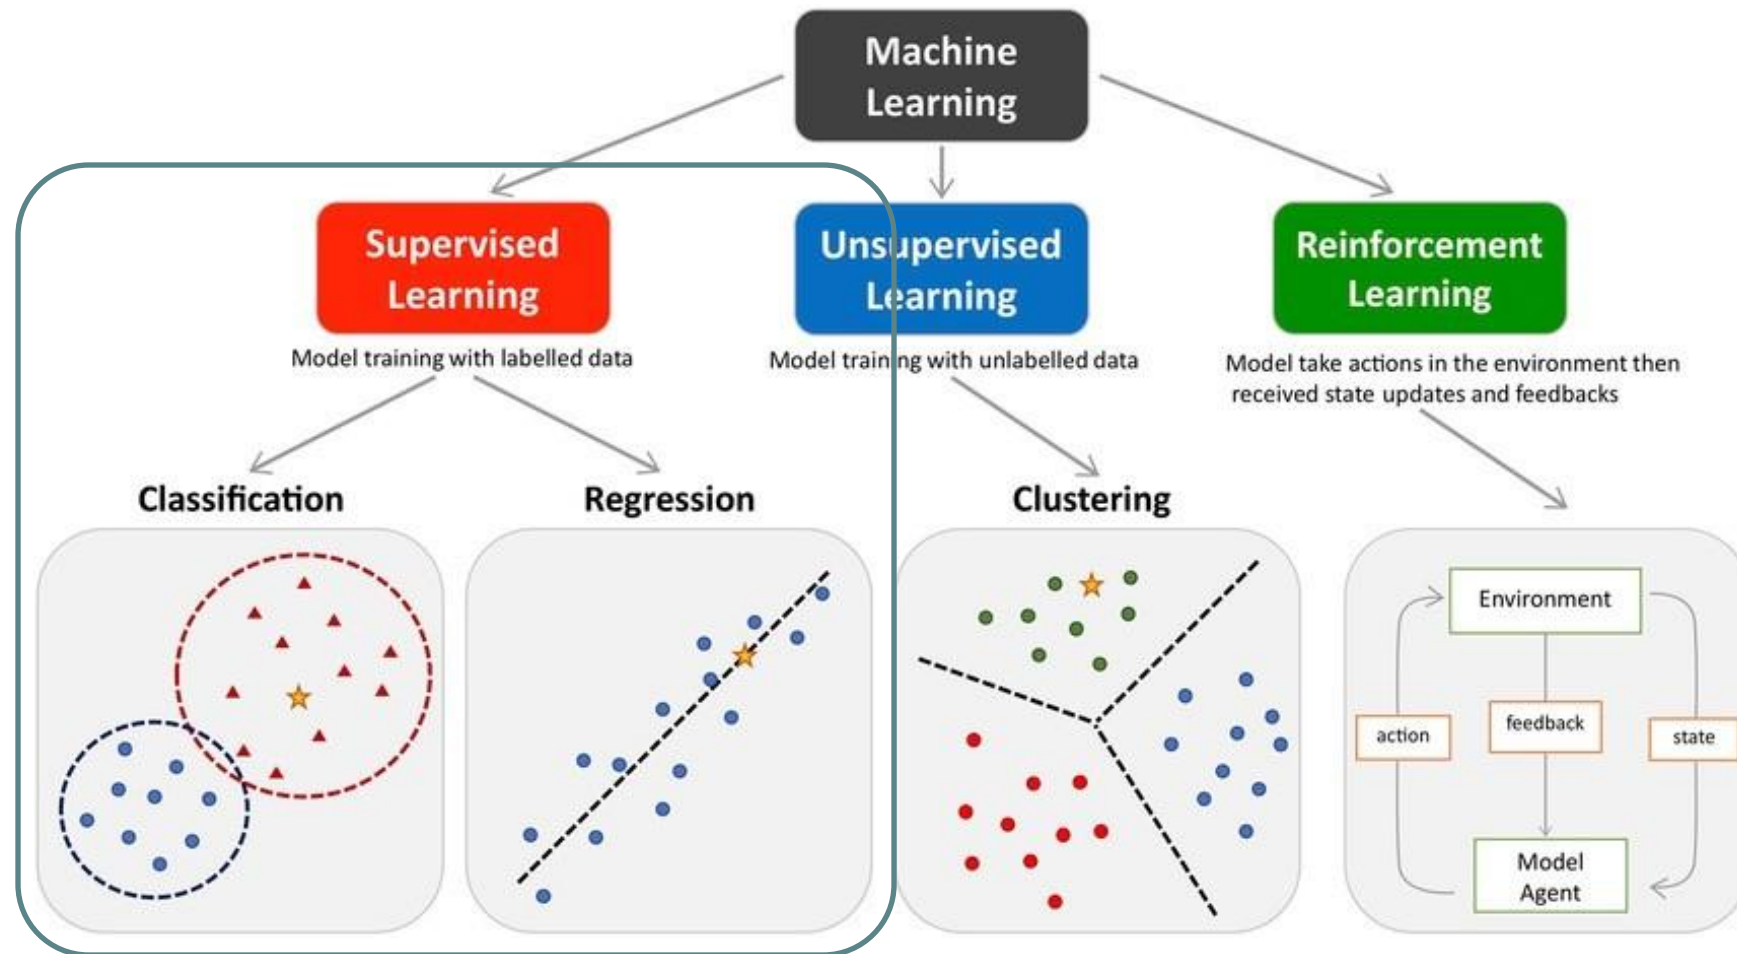 Machine
Learning
Supervised
Learning
Unsupervised
Learning
Reinforcement
Learning
Model training with labelled data
Model training with unlabelled data
Model take actions in the environment then
received state updates and feedbacks
Classification
Regression
Clustering
Environment
action
feedback
state
Model
Agent